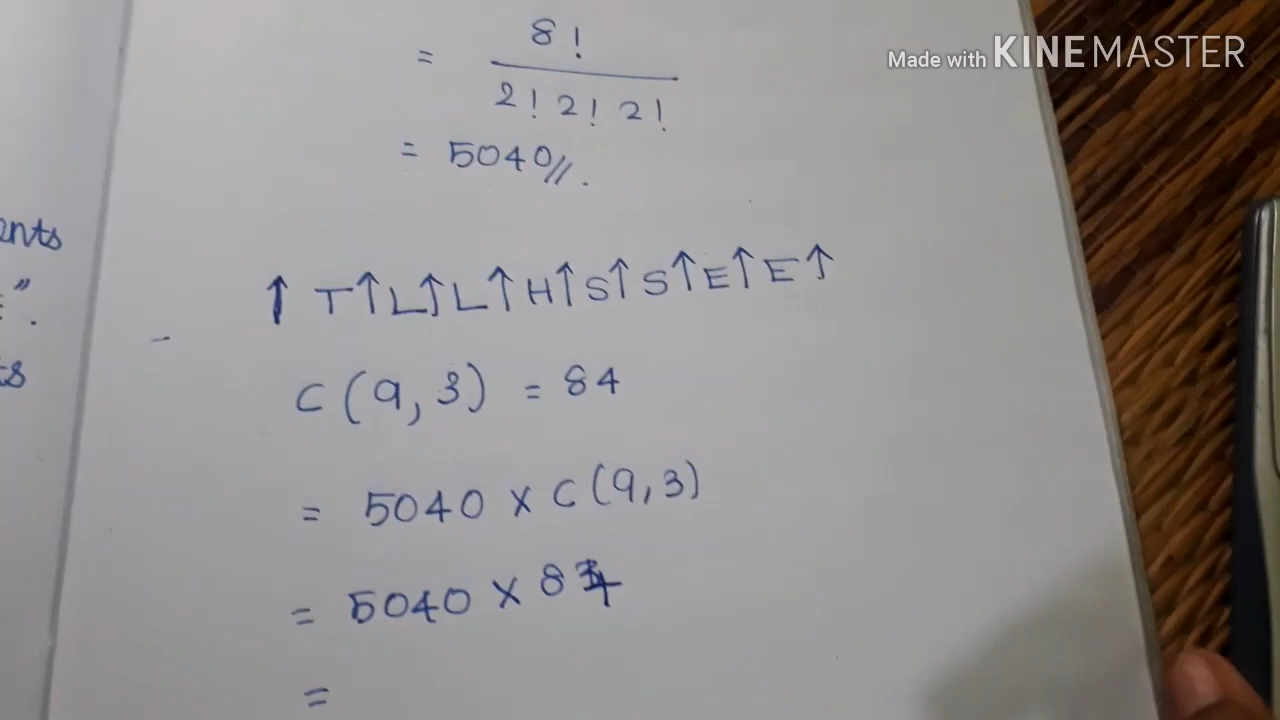 Made with KINEMASTER
= 8!
2! 2! 2!
= 5040//.
↑ T ↑ L ↑ L ↑ H ↑ S ↑ S ↑ E ↑ E ↑
C (9, 3) = 84
= 5040 x C (9, 3)
= 5040 x 84
=